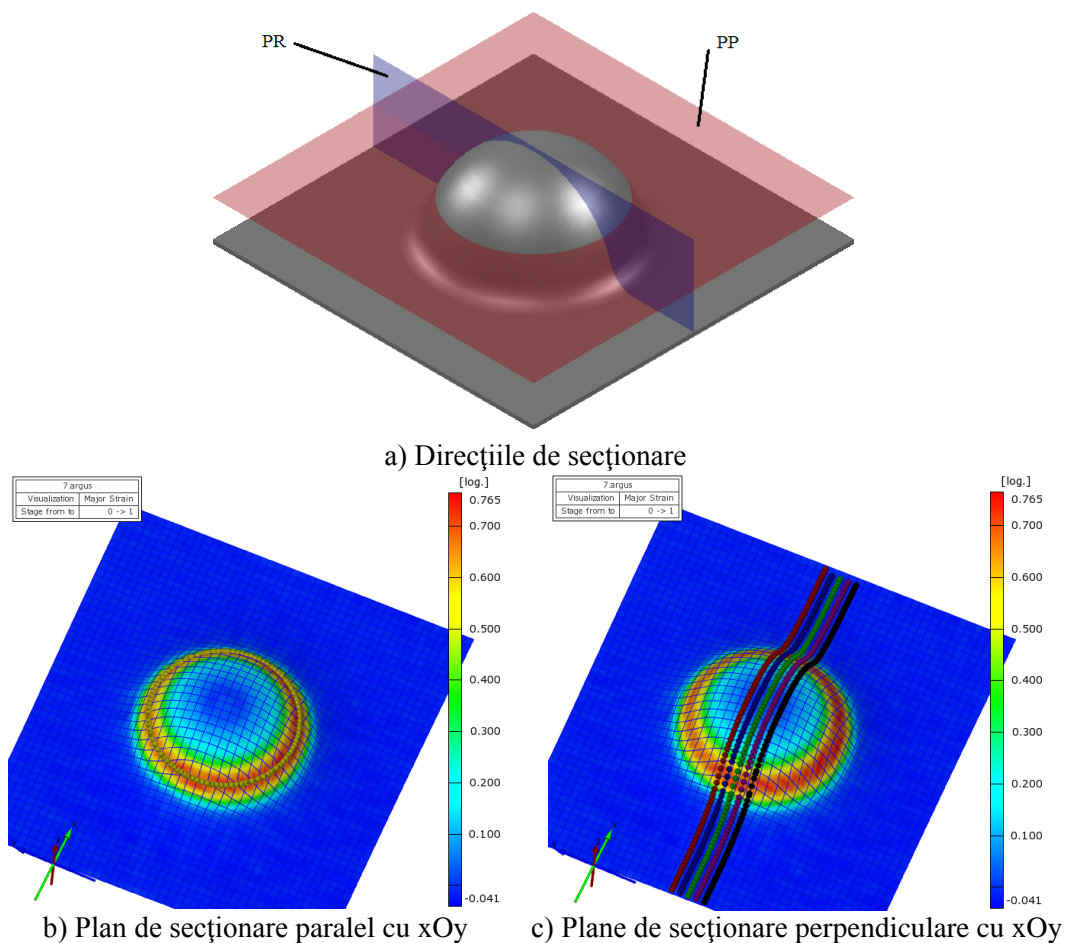 PR
PP
a) Direcţiile de secţionare
7.argus
Visualization Major Strain
Stage from to 0 -> 1
[log.]
0.765
0.700
0.600
0.500
0.400
0.300
0.200
0.100
-0.041
7.argus
Visualization Major Strain
Stage from to 0 -> 1
[log.]
0.765
0.700
0.600
0.500
0.400
0.300
0.200
0.100
-0.041
b) Plan de secţionare paralel cu xOy
c) Plane de secţionare perpendiculare cu xOy